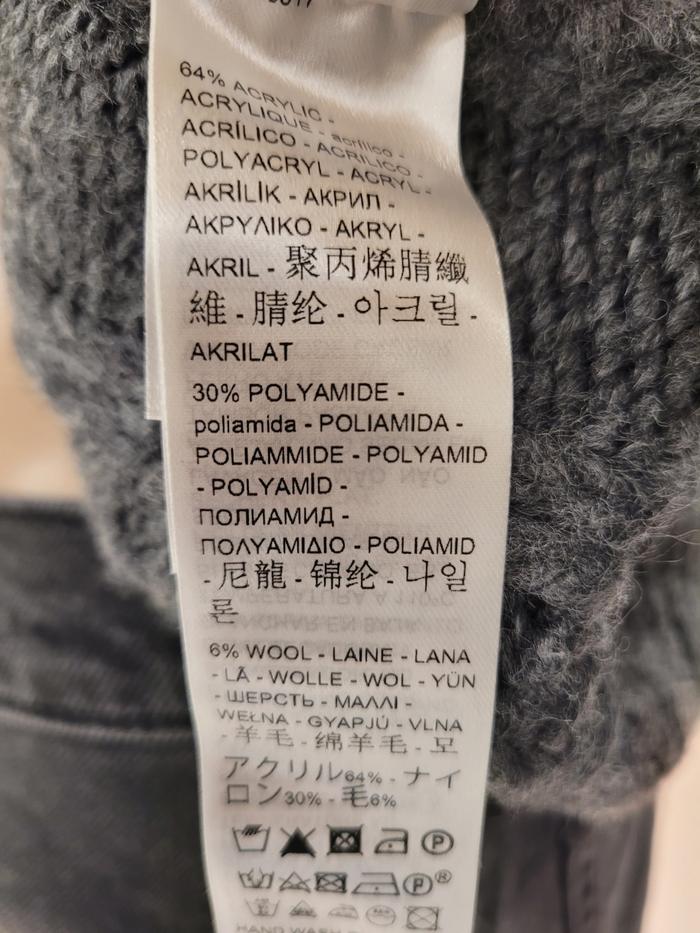 64% ACRYLIC -
ACRYLIQUE - acrílico -
ACRÍLICO - ACRILICO -
POLYACRYL - ACRYL -
AKRİLİK - АКРИЛ -
ΑΚΡΥΛΙΚΟ - AKRYL -
AKRIL - 聚丙烯腈纖
維 - 腈纶 - 아크릴 -
AKRILAT
30% POLYAMIDE -
poliamida - POLIAMIDA -
POLIAMMIDE - POLYAMID
- POLYAMİD -
ПОЛИАМИД -
ΠΟΛΥΑΜΙΔΙΟ - POLIAMID
- 尼龍 - 锦纶 - 나일
론
6% WOOL - LAINE - LANA
- LÃ - WOLLE - WOL - YÜN
- ШЕРСТЬ - ΜΑΛΛΙ -
WEŁNA - GYAPJÚ - VLNA
- 羊毛 - 绵羊毛 - 모
アクリル64% - ナイ
ロン30% - 毛6%
P
P®
HAND WASH